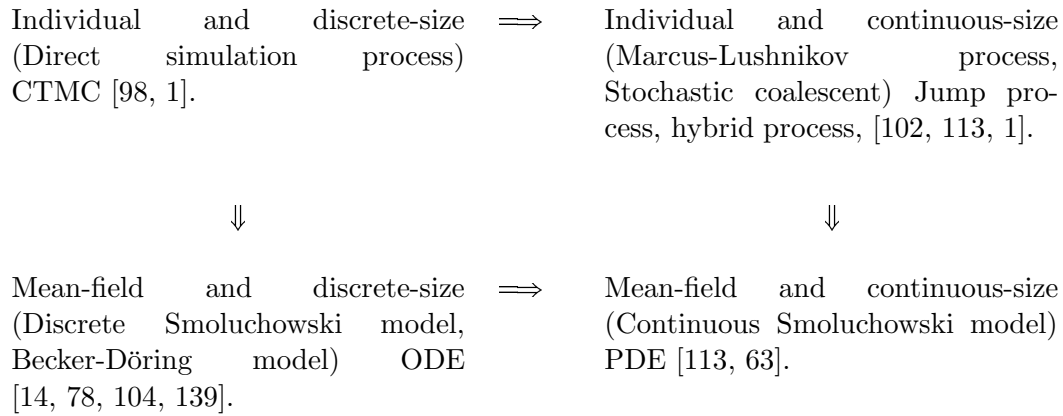 Individual and discrete-size
(Direct simulation process)
CTMC [98, 1].
⟹
Individual and continuous-size
(Marcus-Lushnikov process,
Stochastic coalescent) Jump pro-
cess, hybrid process, [102, 113, 1].
⇓
⇓
Mean-field and discrete-size
(Discrete Smoluchowski model,
Becker-Döring model) ODE
[14, 78, 104, 139].
⟹
Mean-field and continuous-size
(Continuous Smoluchowski model)
PDE [113, 63].